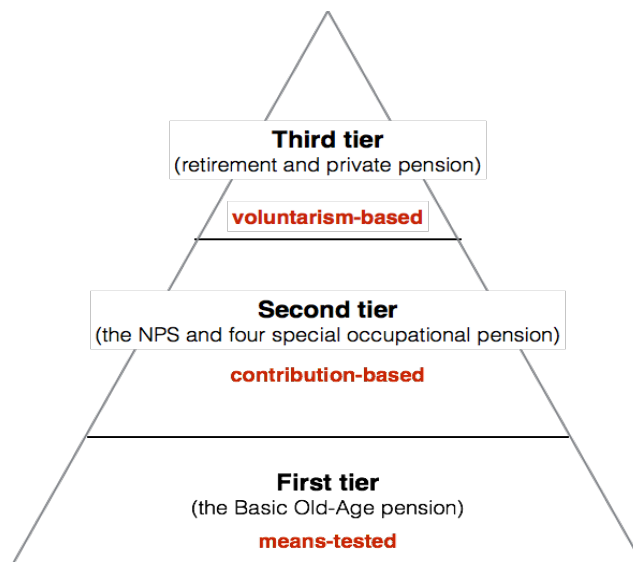 Third tier
(retirement and private pension)
voluntarism-based
Second tier
(the NPS and four special occupational pension)
contribution-based
First tier
(the Basic Old-Age pension)
means-tested